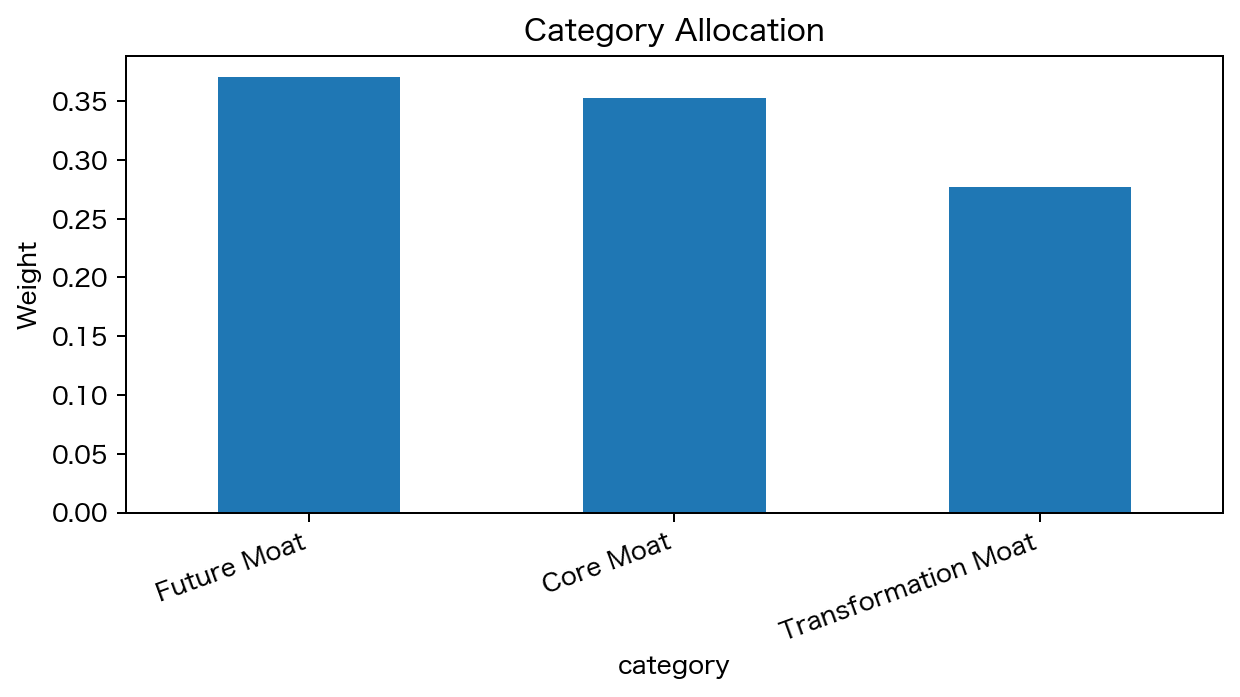 Category Allocation
Weight
0.35
0.30
0.25
0.20
0.15
0.10
0.05
0.00
Future Moat
Core Moat
Transformation Moat
category